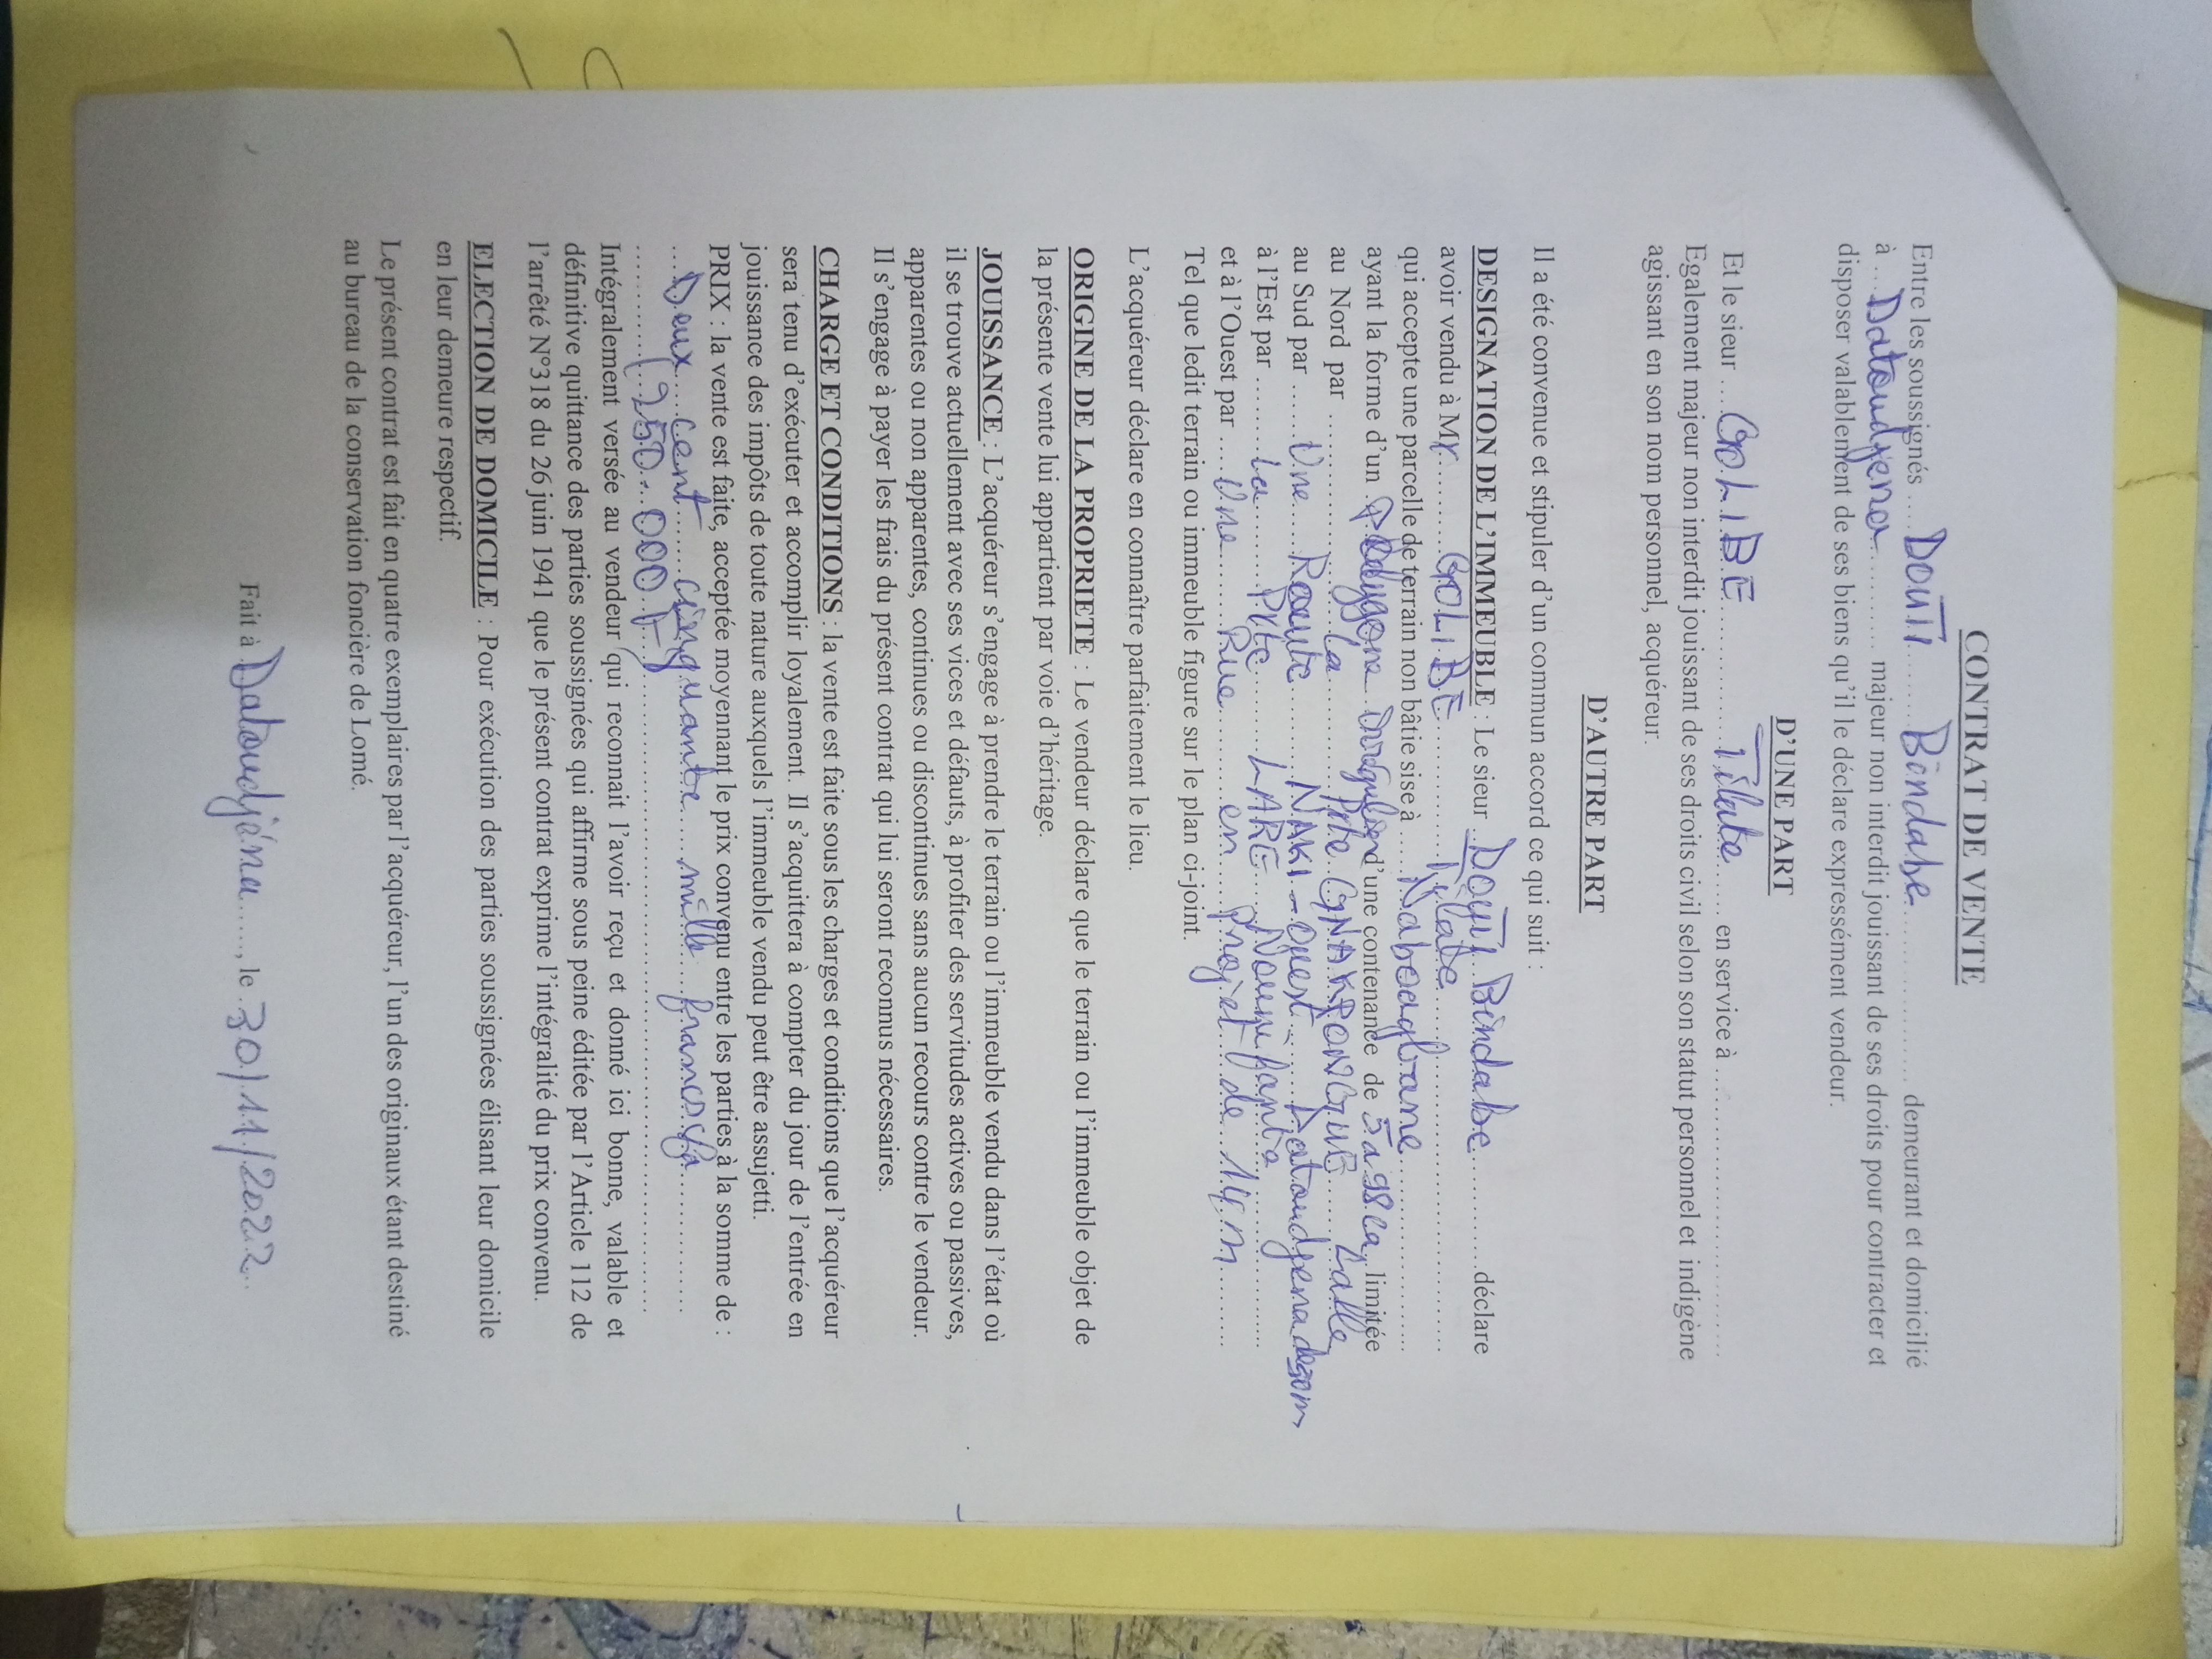 CONTRAT DE VENTE
Entre les soussignés .... DOUTI ........ Bindabe ........................ demeurant et domicilié
à ... Datoudjena ............ majeur non interdit jouissant de ses droits pour contracter et
disposer valablement de ses biens qu'il le déclare expressément vendeur.
D'UNE PART
Et le sieur ... GOLIBE ................ Tilate ..... en service à ........................................
Egalement majeur non interdit jouissant de ses droits civil selon son statut personnel et indigène
agissant en son nom personnel, acquéreur.
D'AUTRE PART
Il a été convenue et stipuler d'un commun accord ce qui suit :
DESIGNATION DE L'IMMEUBLE : Le sieur .. DOUTI .. Bindabe ............ déclare
avoir vendu à Mr ......... GOLIBE .................. Tilate ..........................................
qui accepte une parcelle de terrain non bâtie sise à .... Naboagbane ......................
ayant la forme d'un Polygone Irrégulier d'une contenance de 5a98ca, limitée
au Nord par .................... la ......... Pte ... GNAKPONGUE ...... Lalle
au Sud par ...... Une .... Route .......... NAKI-OUEST ...... Datoudjena de 30m
à l'Est par ......... la ......... Pte ....... LARE .... Nounifanba ..................
et à l'Ouest par .... Une ......... Rue ......... en ..... projet ..... de ... 14m .........
Tel que ledit terrain ou immeuble figure sur le plan ci-joint.
L'acquéreur déclare en connaître parfaitement le lieu.
ORIGINE DE LA PROPRIETE : Le vendeur déclare que le terrain ou l'immeuble objet de
la présente vente lui appartient par voie d'héritage.
JOUISSANCE : L'acquéreur s'engage à prendre le terrain ou l'immeuble vendu dans l'état où
il se trouve actuellement avec ses vices et défauts, à profiter des servitudes actives ou passives,
apparentes ou non apparentes, continues ou discontinues sans aucun recours contre le vendeur.
Il s'engage à payer les frais du présent contrat qui lui seront reconnus nécessaires.
CHARGE ET CONDITIONS : la vente est faite sous les charges et conditions que l'acquéreur
sera tenu d'exécuter et accomplir loyalement. Il s'acquittera à compter du jour de l'entrée en
jouissance des impôts de toute nature auxquels l'immeuble vendu peut être assujetti.
PRIX : la vente est faite, acceptée moyennant le prix convenu entre les parties à la somme de :
... Deux .... cent ...... cinquante .... mille .... francs cfa ..................
............ (250.000 F) ............................................................
Intégralement versée au vendeur (qui reconnait l'avoir reçu et donné ici bonne, valable et
définitive quittance des parties soussignées qui affirme sous peine éditée par l'Article 112 de
l'arrêté N°318 du 26 juin 1941 que le présent contrat exprime l'intégralité du prix convenu.
ELECTION DE DOMICILE : Pour exécution des parties soussignées élisant leur domicile
en leur demeure respectif.
Le présent contrat est fait en quatre exemplaires par l'acquéreur, l'un des originaux étant destiné
au bureau de la conservation foncière de Lomé.
Fait à Datoudjéna ......, le 30/11/2022